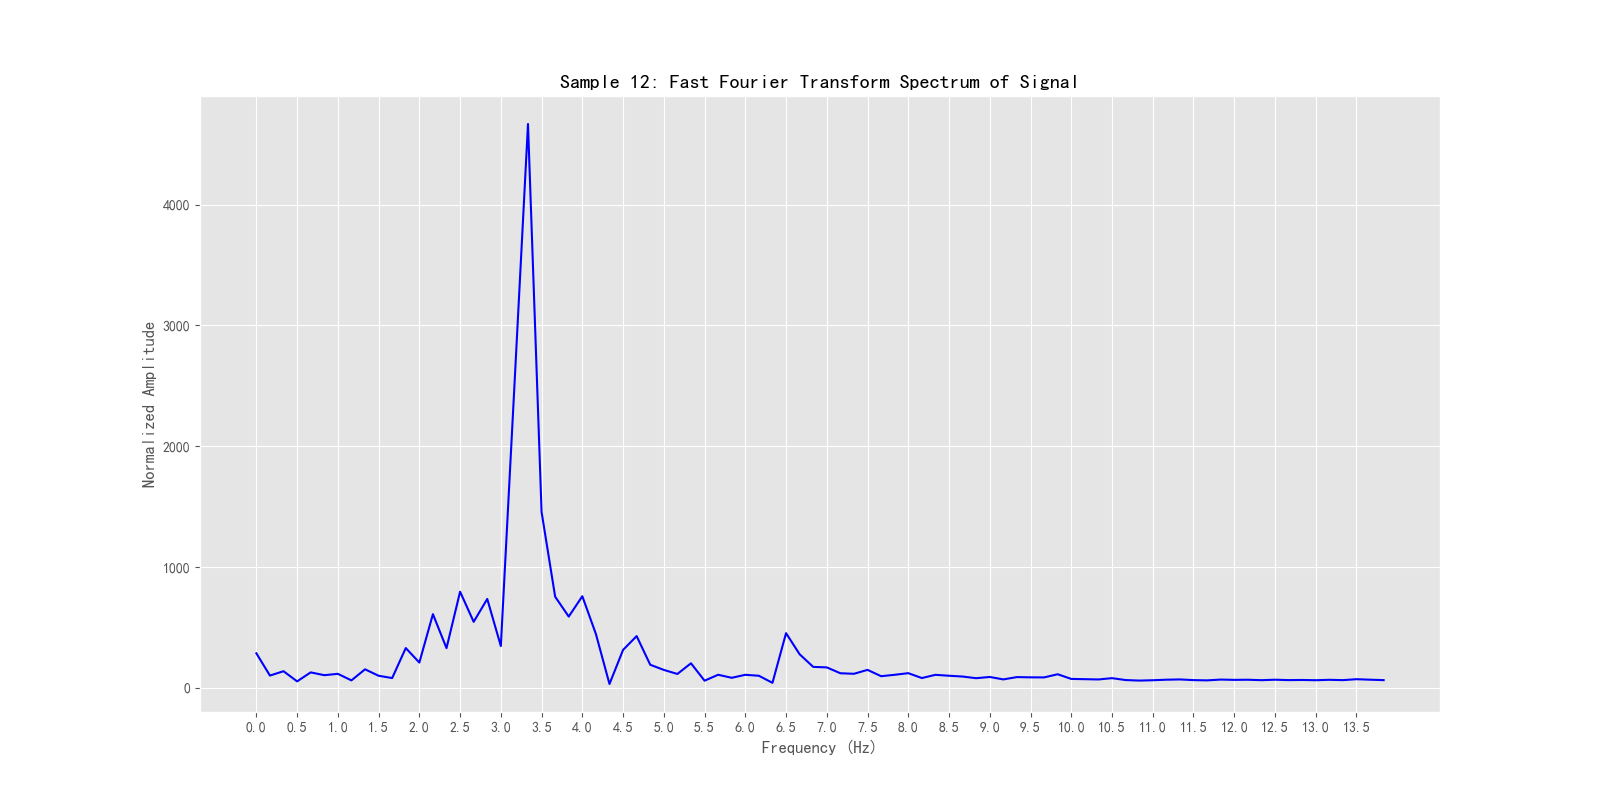 Sample 12: Fast Fourier Transform Spectrum of Signal
Normalized Amplitude
4000
3000
2000
1000
0
0.0 0.5 1.0 1.5 2.0 2.5 3.0 3.5 4.0 4.5 5.0 5.5 6.0 6.5 7.0 7.5 8.0 8.5 9.0 9.5 10.0 10.5 11.0 11.5 12.0 12.5 13.0 13.5
Frequency (Hz)